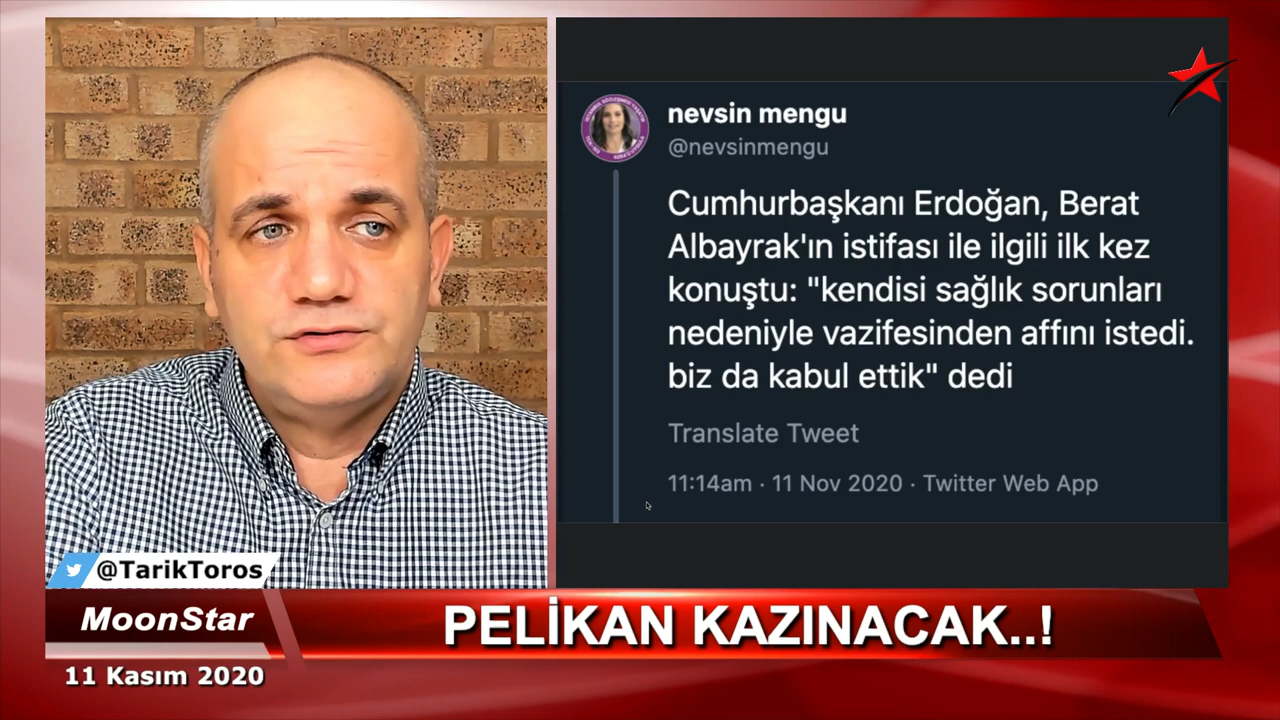 nevsin mengu
@nevsinmengu
Cumhurbaşkanı Erdoğan, Berat
Albayrak'ın istifası ile ilgili ilk kez
konuştu: "kendisi sağlık sorunları
nedeniyle vazifesinden affını istedi.
biz da kabul ettik" dedi
Translate Tweet
11:14am · 11 Nov 2020 · Twitter Web App
@TarikToros
MoonStar
PELİKAN KAZINACAK..!
11 Kasım 2020